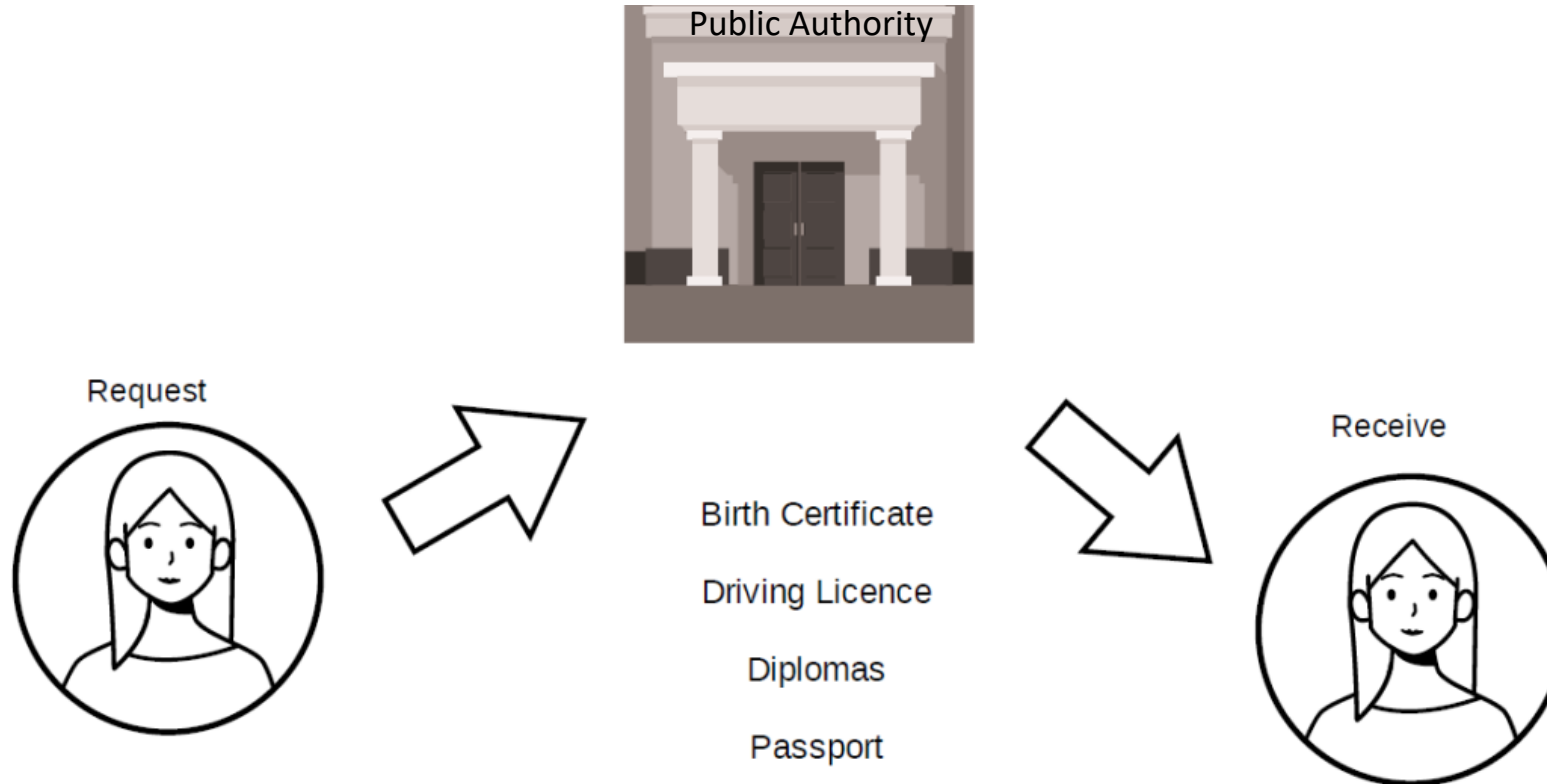 Public Authority
Request
Receive
Birth Certificate
Driving Licence
Diplomas
Passport